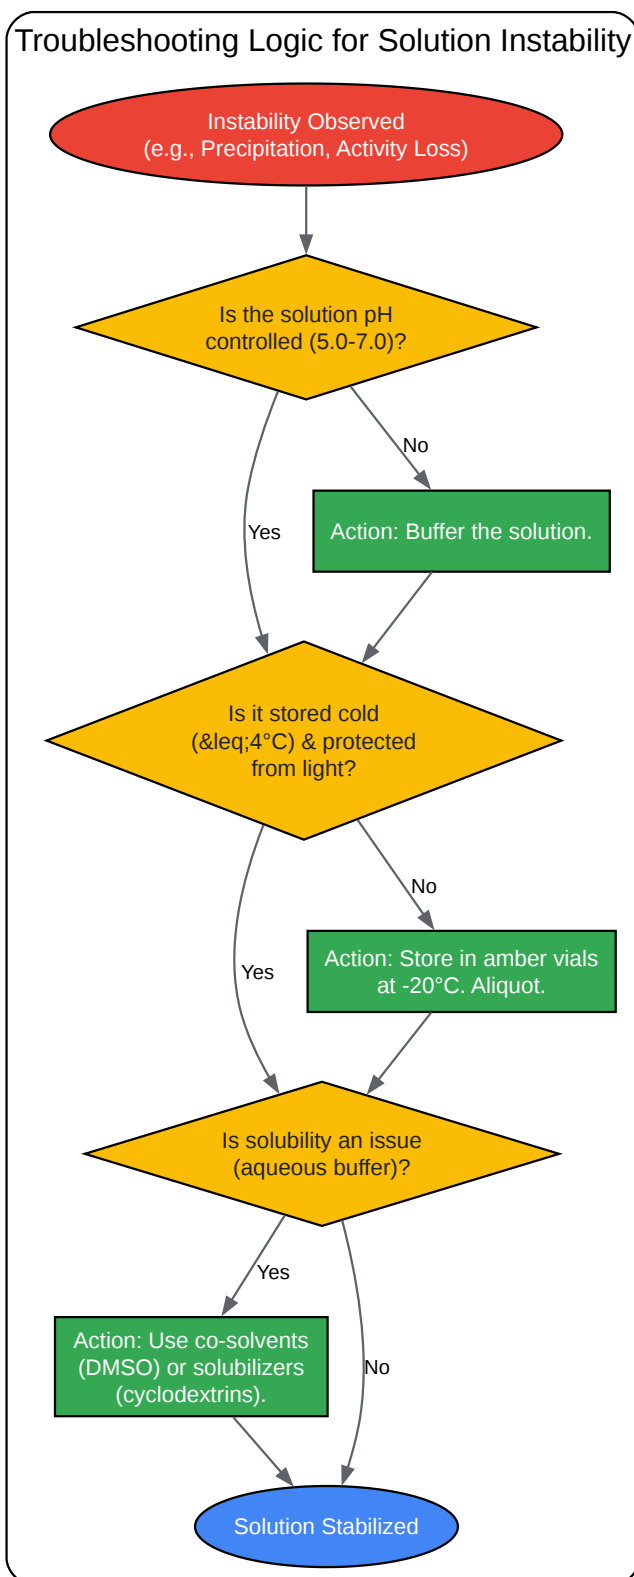 Troubleshooting Logic for Solution Instability
Instability Observed
(e.g., Precipitation, Activity Loss)
Is the solution pH
controlled (5.0-7.0)?
No
Yes
Action: Buffer the solution.
Is it stored cold
(&leq;4°C) & protected
from light?
No
Yes
Action: Store in amber vials
at -20°C. Aliquot.
Is solubility an issue
(aqueous buffer)?
Yes
No
Action: Use co-solvents
(DMSO) or solubilizers
(cyclodextrins).
Solution Stabilized